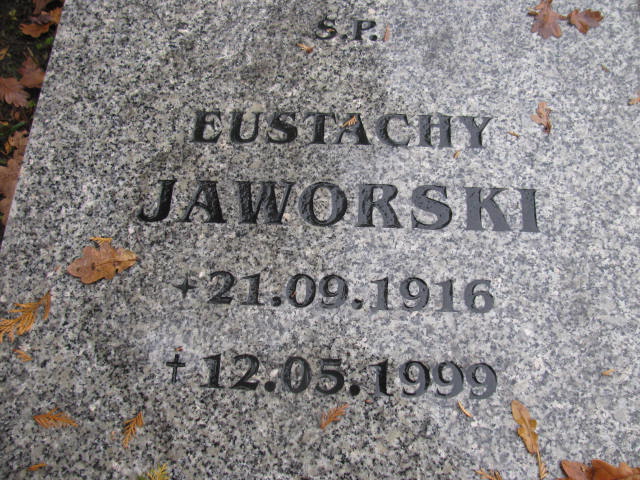 Ś.P.
EUSTACHY
JAWORSKI
✦21.09.1916
†12.05.1999